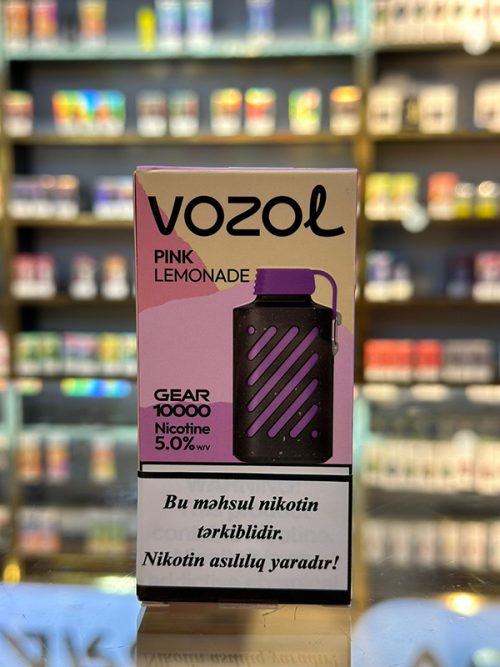 VOZOL
PINK
LEMONADE
GEAR
10000
Nicotine
5.0% w/v
Bu məhsul nikotin
tərkiblidir.
Nikotin asılılıq yaradır!